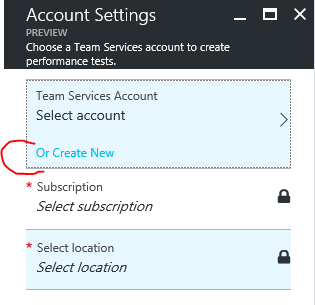 Account Settings
PREVIEW
Choose a Team Services account to create
performance tests.
Team Services Account
Select account
Or Create New
* Subscription
Select subscription
* Select location
Select location